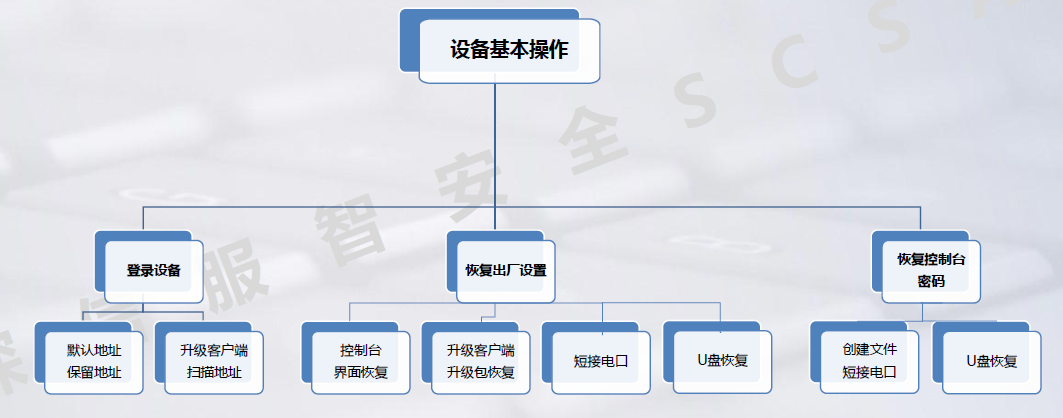 设备基本操作
登录设备
恢复出厂设置
恢复控制台
密码
默认地址
保留地址
升级客户端
扫描地址
控制台
界面恢复
升级客户端
升级包恢复
短接电口
U盘恢复
创建文件
短接电口
U盘恢复
深信服智安全SCSA